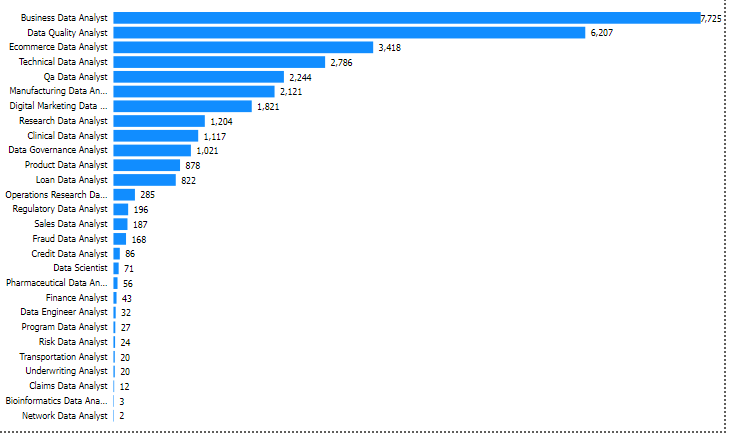 Business Data Analyst 7,725
Data Quality Analyst 6,207
Ecommerce Data Analyst 3,418
Technical Data Analyst 2,786
Qa Data Analyst 2,244
Manufacturing Data An... 2,121
Digital Marketing Data ... 1,821
Research Data Analyst 1,204
Clinical Data Analyst 1,117
Data Governance Analyst 1,021
Product Data Analyst 878
Loan Data Analyst 822
Operations Research Da... 285
Regulatory Data Analyst 196
Sales Data Analyst 187
Fraud Data Analyst 168
Credit Data Analyst 86
Data Scientist 71
Pharmaceutical Data An... 56
Finance Analyst 43
Data Engineer Analyst 32
Program Data Analyst 27
Risk Data Analyst 24
Transportation Analyst 20
Underwriting Analyst 20
Claims Data Analyst 12
Bioinformatics Data Ana... 3
Network Data Analyst 2